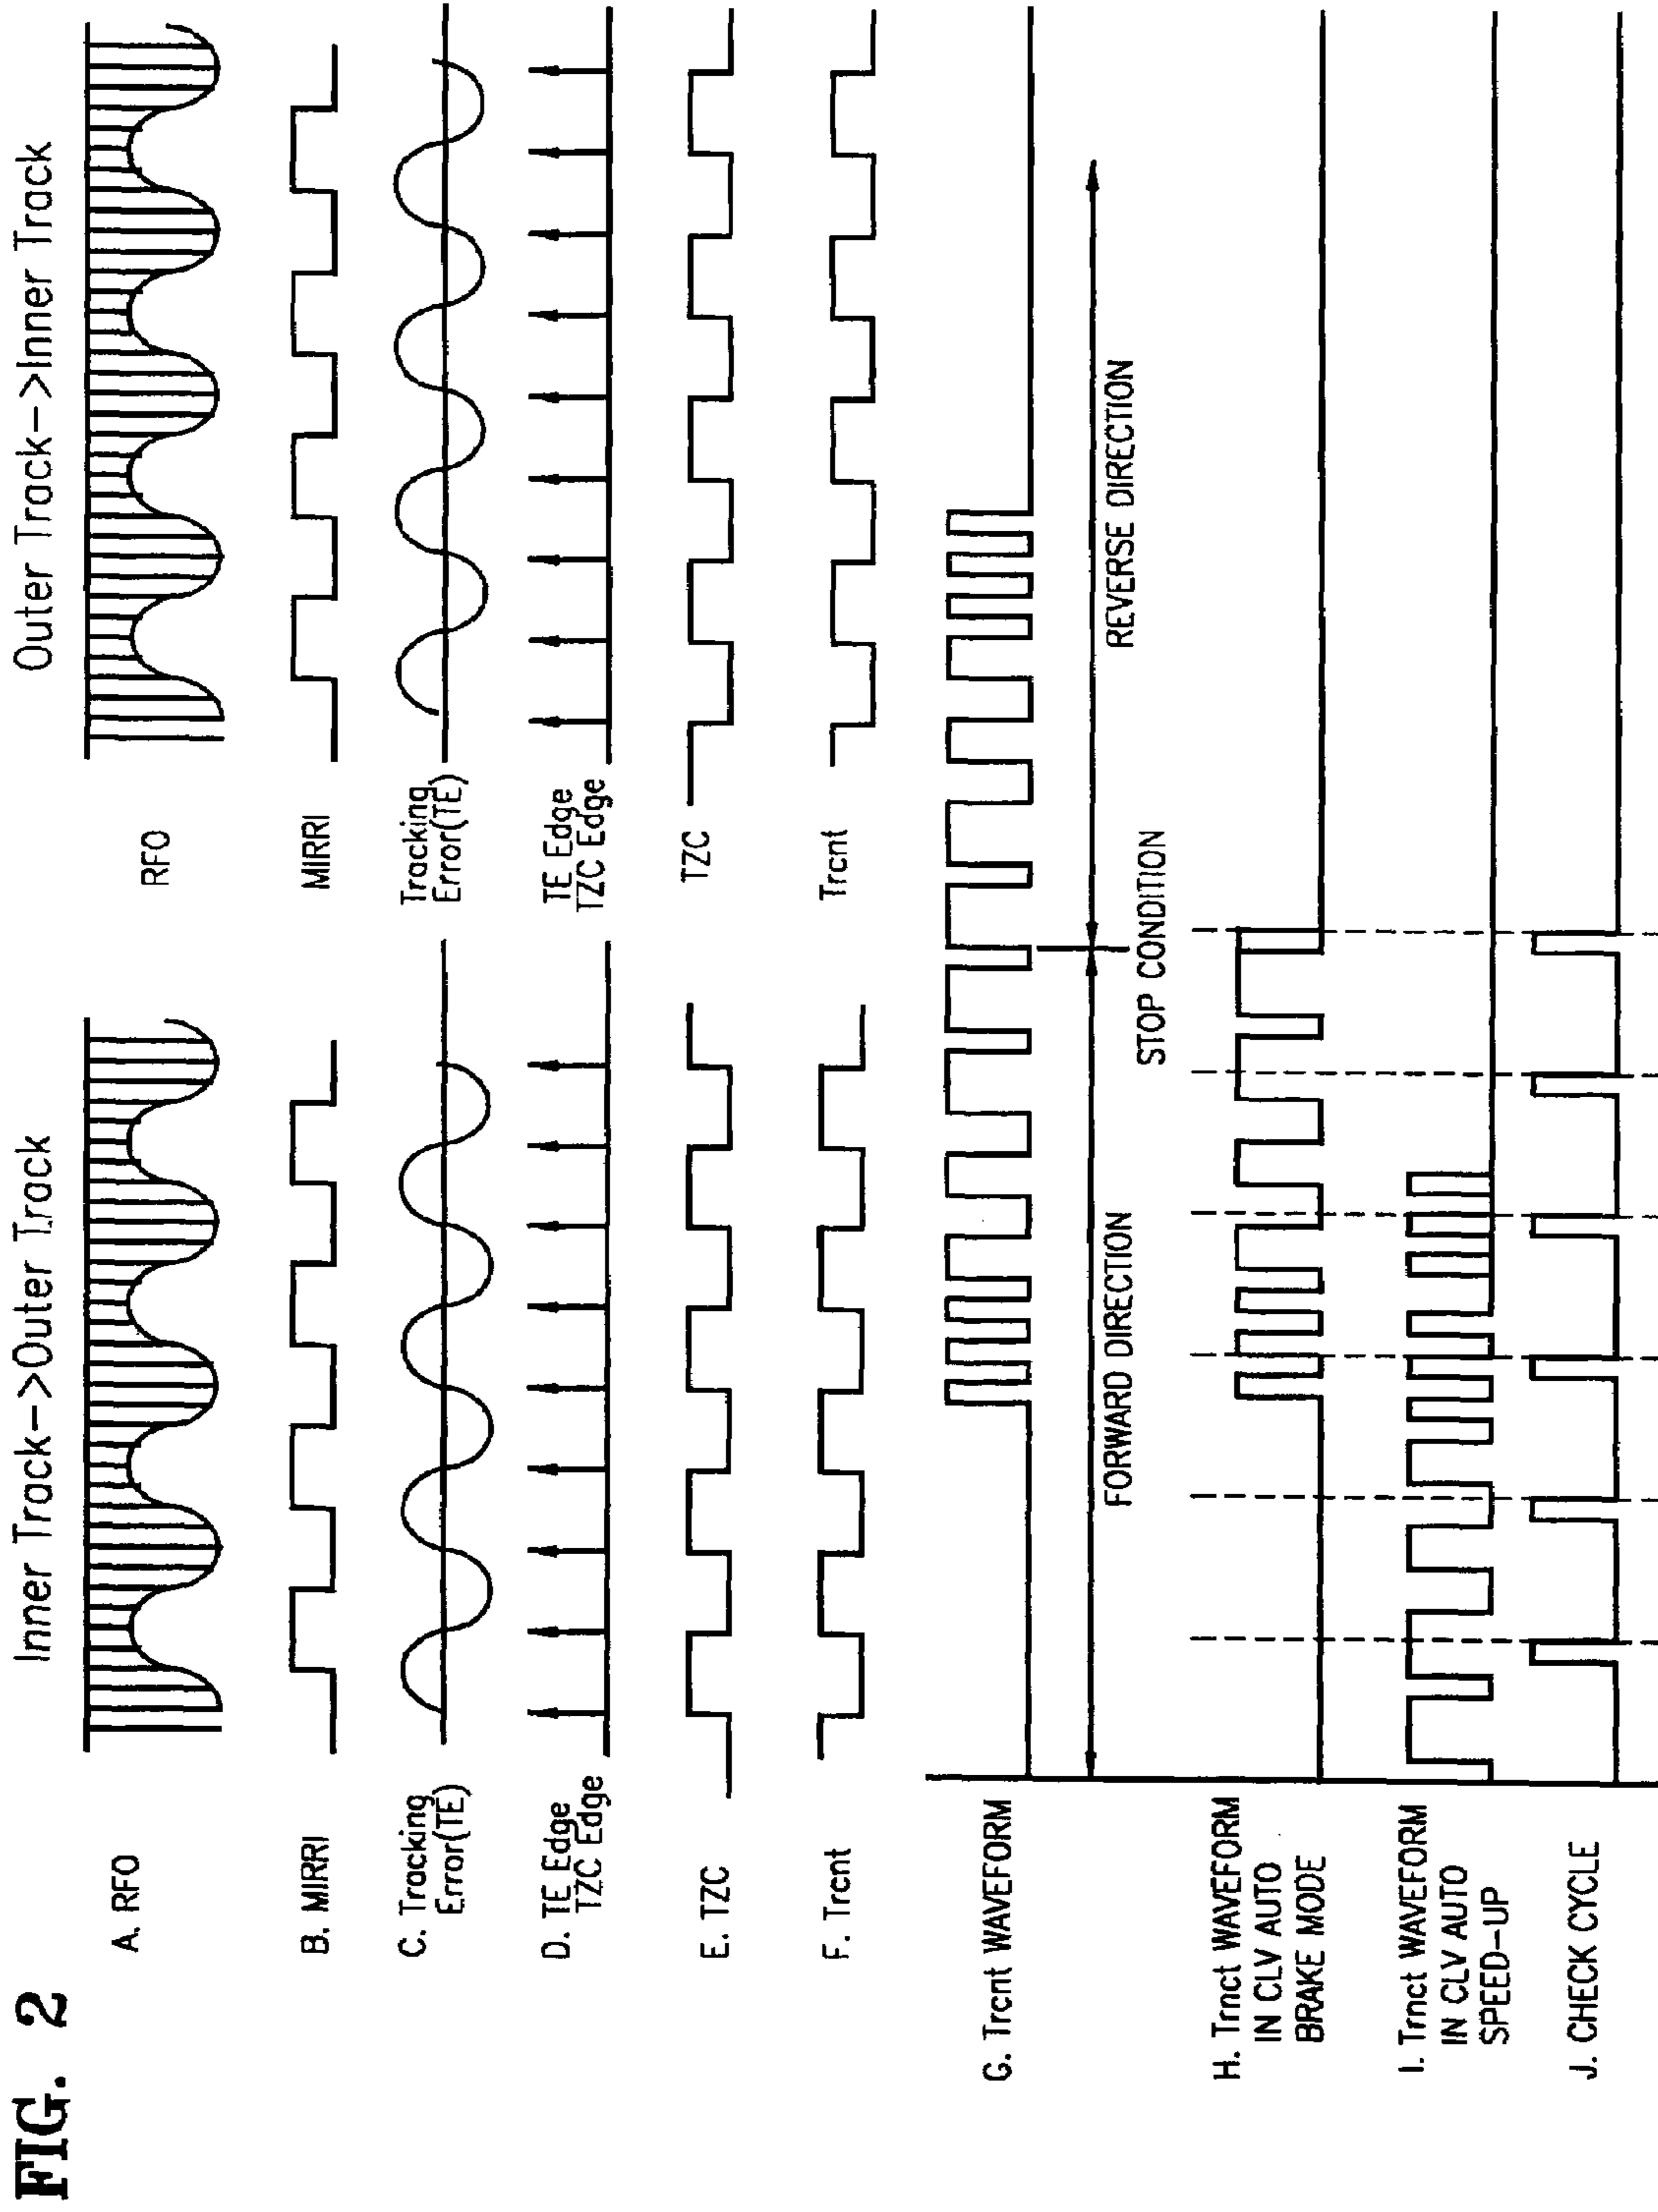 FIG. 2
Inner Track->Outer Track
Outer Track->Inner Track
A. RFO
RFO
B. MIRRI
MIRRI
C. Tracking
Error(TE)
Tracking
Error(TE)
D. TE Edge
TZC Edge
TE Edge
TZC Edge
E. TZC
TZC
F. Trcnt
Trcnt
G. Trcnt WAVEFORM
FORWARD DIRECTION
REVERSE DIRECTION
STOP CONDITION
H. Trnct WAVEFORM
IN CLV AUTO
BRAKE MODE
I. Trnct WAVEFORM
IN CLV AUTO
SPEED-UP
J. CHECK CYCLE